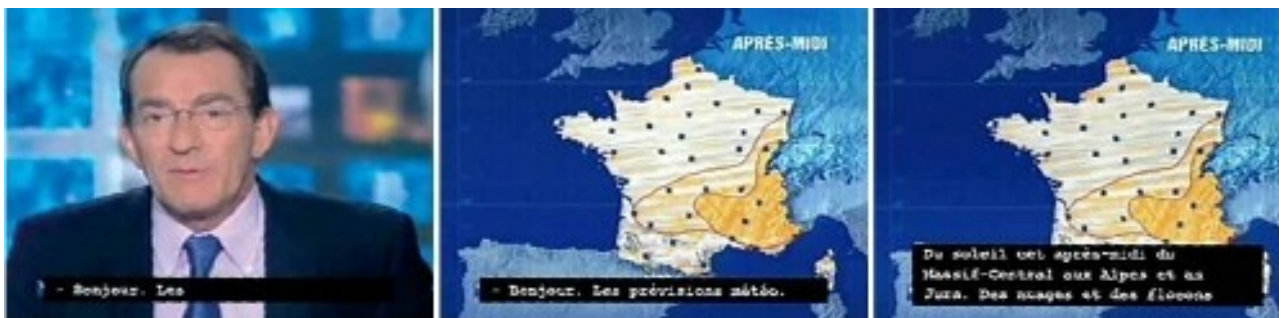 - Bonjour. Les
APRÈS-MIDI
- Bonjour. Les prévisions météo.
APRÈS-MIDI
Du soleil cet après-midi du
Massif-Central aux Alpes et au
Jura. Des nuages et des flocons